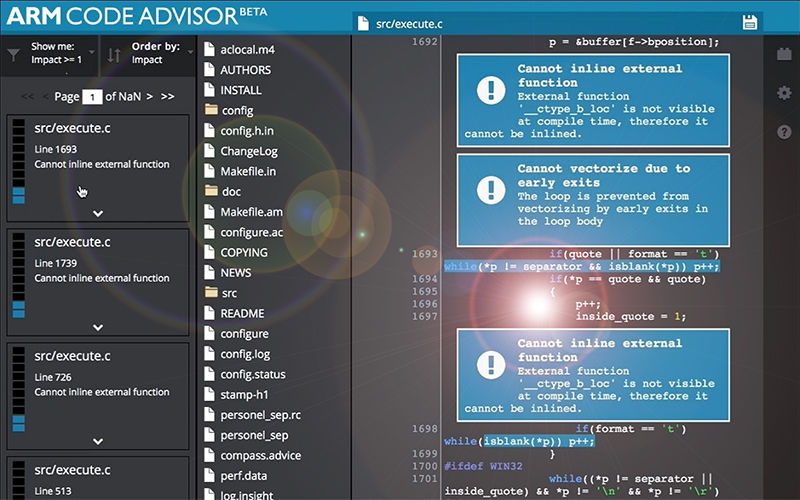 ARM CODE ADVISOR BETA
src/execute.c
Show me:
Impact >= 1
Order by:
Impact
<< < Page 1 of NaN > >>
src/execute.c
Line 1693
Cannot inline external function
src/execute.c
Line 1739
Cannot inline external function
src/execute.c
Line 726
Cannot inline external function
src/execute.c
Line 513
aclocal.m4
AUTHORS
INSTALL
config
config.h.in
ChangeLog
Makefile.in
doc
Makefile.am
configure.ac
COPYING
NEWS
src
README
configure
config.log
config.status
stamp-h1
personel_sep.rc
personel_sep
compass.advice
perf.data
log.insight
1692 p = &buffer[f->bposition];
Cannot inline external
function
External function
'__ctype_b_loc' is not visible
at compile time, therefore it
cannot be inlined.
Cannot vectorize due to
early exits
The loop is prevented from
vectorizing by early exits in
the loop body
1693 if(quote || format == 't')
while(*p != separator && isblank(*p)) p++;
1694 if(*p == quote && quote)
1695 {
1696 p++;
1697 inside_quote = 1;
Cannot inline external
function
External function
'__ctype_b_loc' is not visible
at compile time, therefore it
cannot be inlined.
1698 if(format == 't')
while(isblank(*p)) p++;
1699 }
1700 #ifdef WIN32
1701 while((*p != separator ||
inside_quote) && *p != '\n' && *p != '\r')